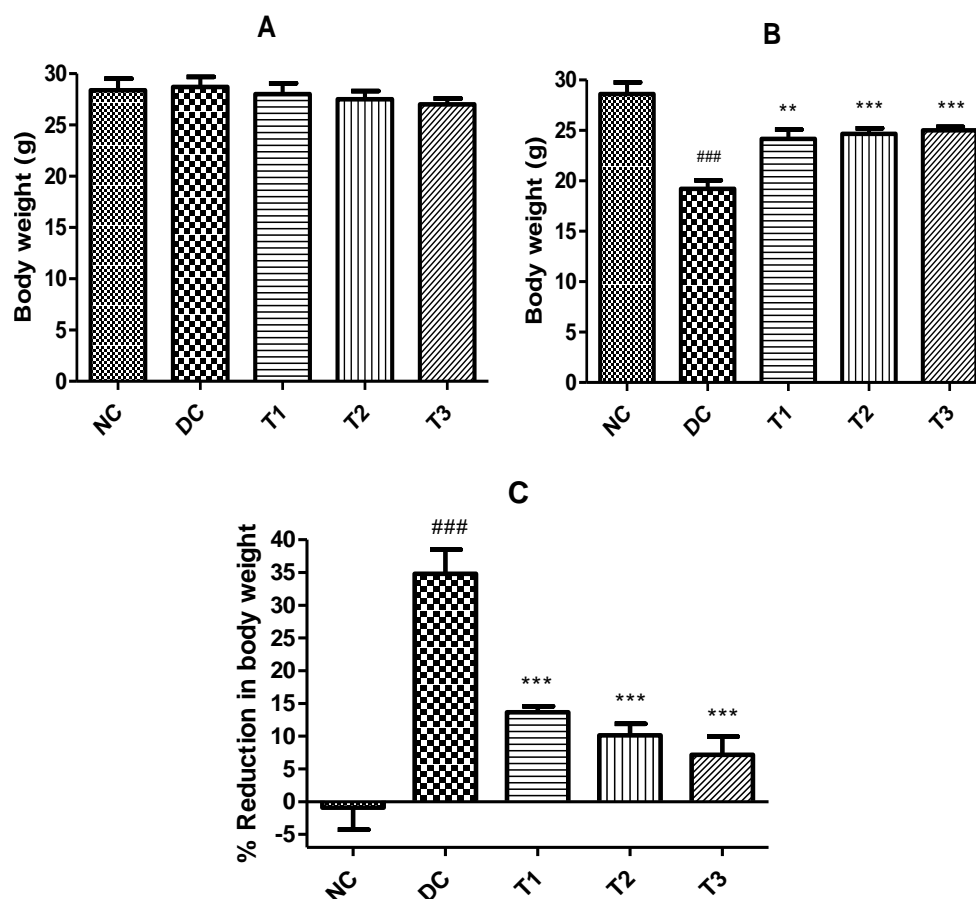 A
Body weight (g)
30
25
20
15
10
5
0
NC
DC
T1
T2
T3
B
Body weight (g)
30
25
20
15
10
5
0
###
**
***
***
NC
DC
T1
T2
T3
C
% Reduction in body weight
40
35
30
25
20
15
10
5
0
-5
###
***
***
***
NC
DC
T1
T2
T3